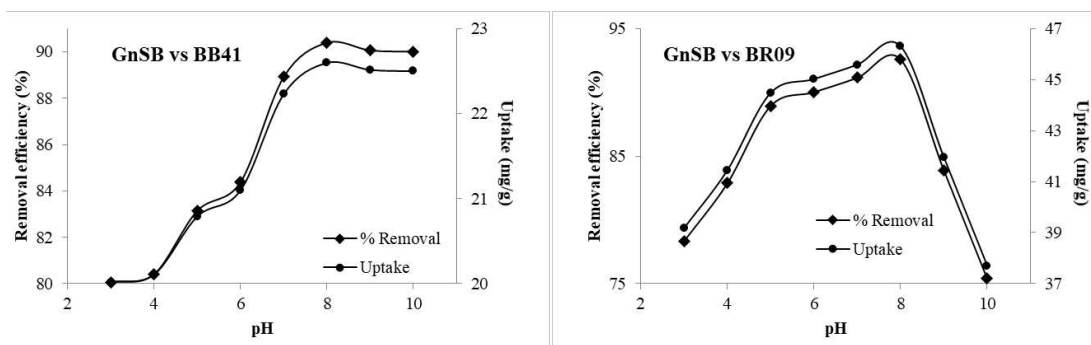 GnSB vs BB41
Removal efficiency (%)
90
88
86
84
82
80
23
22
21
20
Uptake (mg/g)
% Removal
Uptake
2
4
6
8
10
pH
GnSB vs BR09
Removal efficiency (%)
95
85
75
47
45
43
41
39
37
Uptake (mg/g)
% Removal
Uptake
2
4
6
8
10
pH